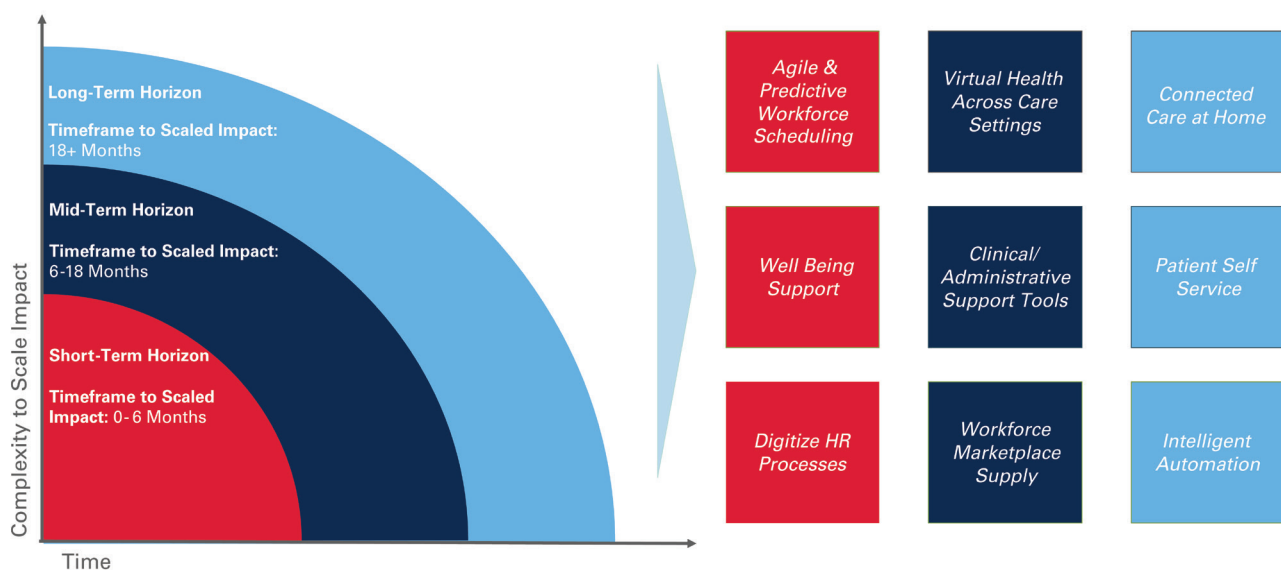 Complexity to Scale Impact
Long-Term Horizon
Timeframe to Scaled Impact:
18+ Months
Mid-Term Horizon
Timeframe to Scaled Impact:
6-18 Months
Short-Term Horizon
Timeframe to Scaled
Impact: 0-6 Months
Time
Agile &
Predictive
Workforce
Scheduling
Virtual Health
Across Care
Settings
Connected
Care at Home
Well Being
Support
Clinical/
Administrative
Support Tools
Patient Self
Service
Digitize HR
Processes
Workforce
Marketplace
Supply
Intelligent
Automation